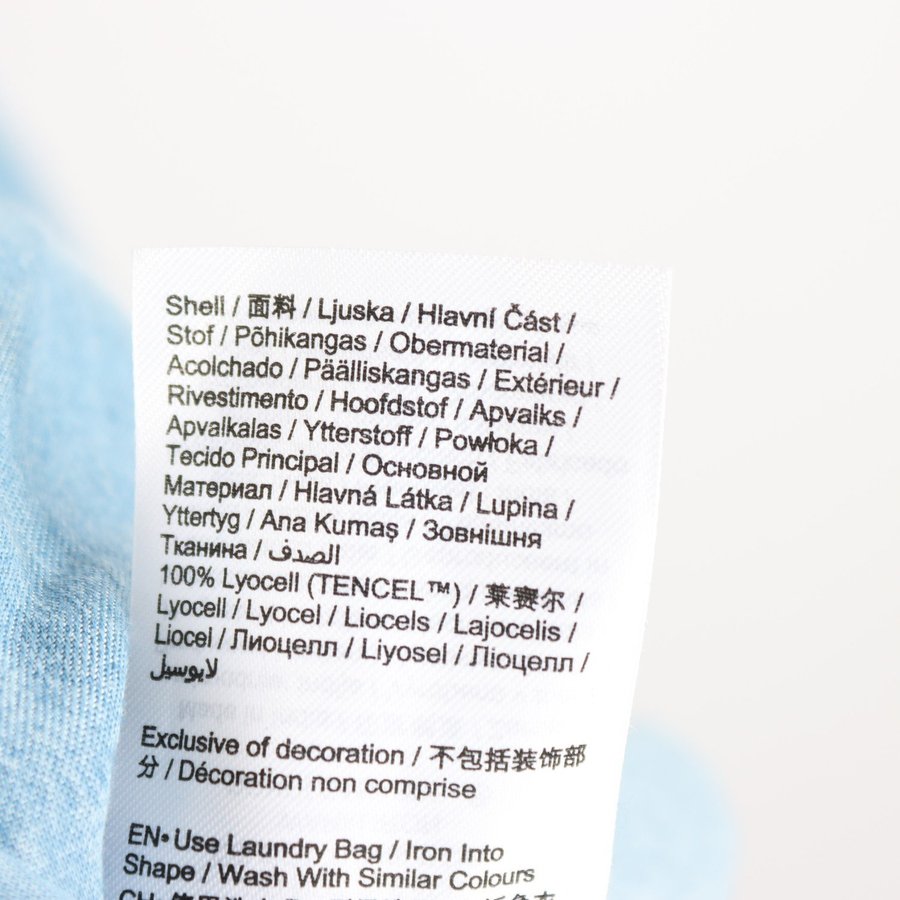 Shell / 面料 / Ljuska / Hlavní Část /
Stof / Põhikangas / Obermaterial /
Acolchado / Päälliskangas / Extérieur /
Rivestimento / Hoofdstof / Apvalks /
Apvalkalas / Ytterstoff / Powłoka /
Tecido Principal / Основной
Материал / Hlavná Látka / Lupina /
Yttertyg / Ana Kumaş / Зовнішня
Тканина / الصدف
100% Lyocell (TENCEL™) / 莱赛尔 /
Lyocell / Lyocel / Liocels / Lajocelis /
Liocel / Лиоцелл / Liyosel / Ліоцелл /
لايوسيل
Exclusive of decoration / 不包括装饰部
分 / Décoration non comprise
EN• Use Laundry Bag / Iron Into
Shape / Wash With Similar Colours